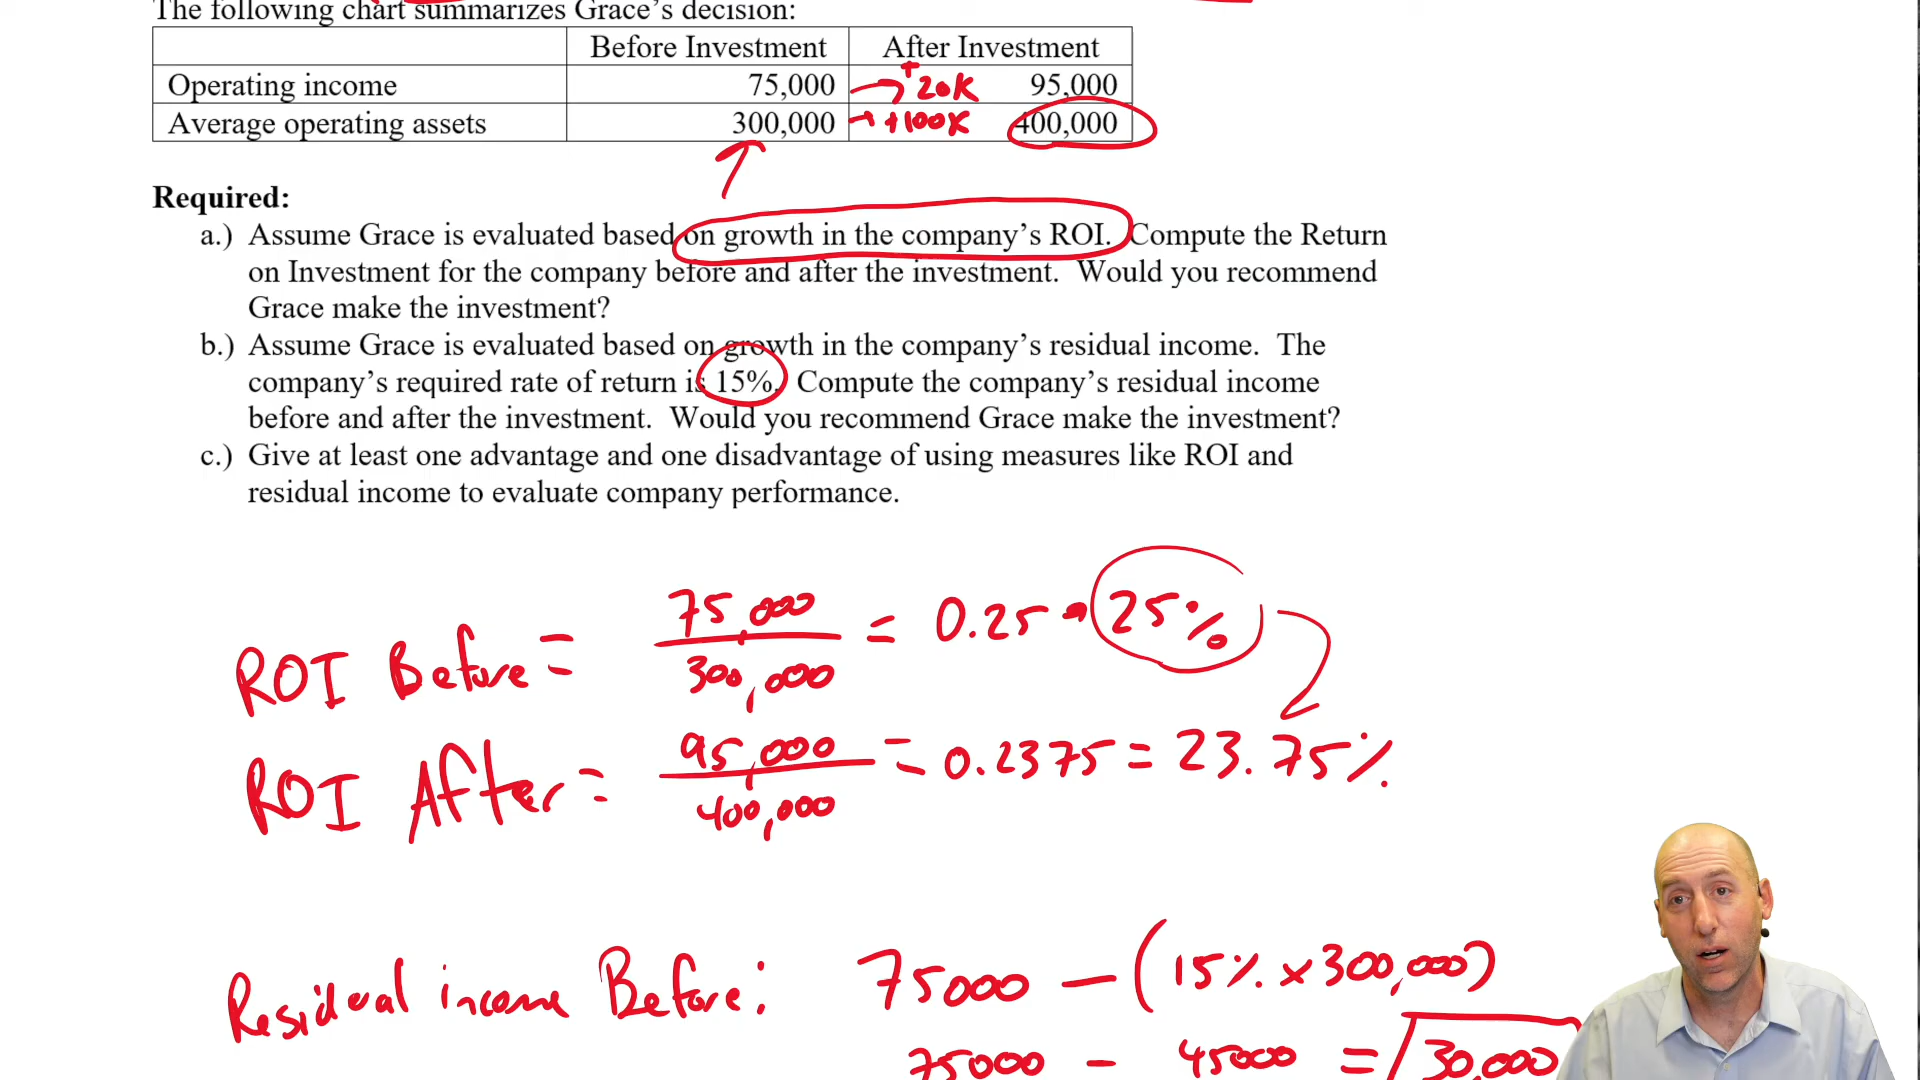 The following chart summarizes Grace's decision:
Before Investment After Investment
Operating income 75,000 + 20K 95,000
Average operating assets 300,000 +100K 400,000
Required:
a.) Assume Grace is evaluated based on growth in the company's ROI. Compute the Return
on Investment for the company before and after the investment. Would you recommend
Grace make the investment?
b.) Assume Grace is evaluated based on growth in the company's residual income. The
company's required rate of return is 15%. Compute the company's residual income
before and after the investment. Would you recommend Grace make the investment?
c.) Give at least one advantage and one disadvantage of using measures like ROI and
residual income to evaluate company performance.
ROI Before = 75,000 / 300,000 = 0.25 25%
ROI After = 95,000 / 400,000 = 0.2375 = 23.75%
Residual income Before: 75000 − (15% x 300,000)
75000 - 45000 = 30,000